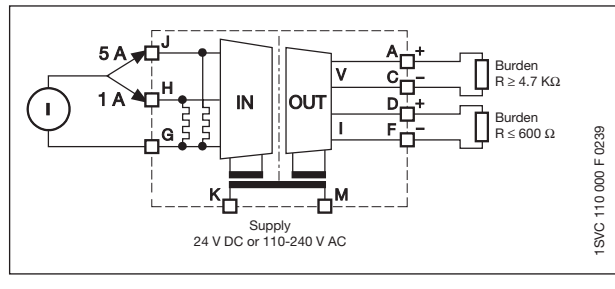 5 A
J
1 A
H
I
G
IN
OUT
V
I
A +
C −
D +
F −
Burden
R ≥ 4.7 KΩ
Burden
R ≤ 600 Ω
K
M
Supply
24 V DC or 110-240 V AC
1SVC 110 000 F 0239